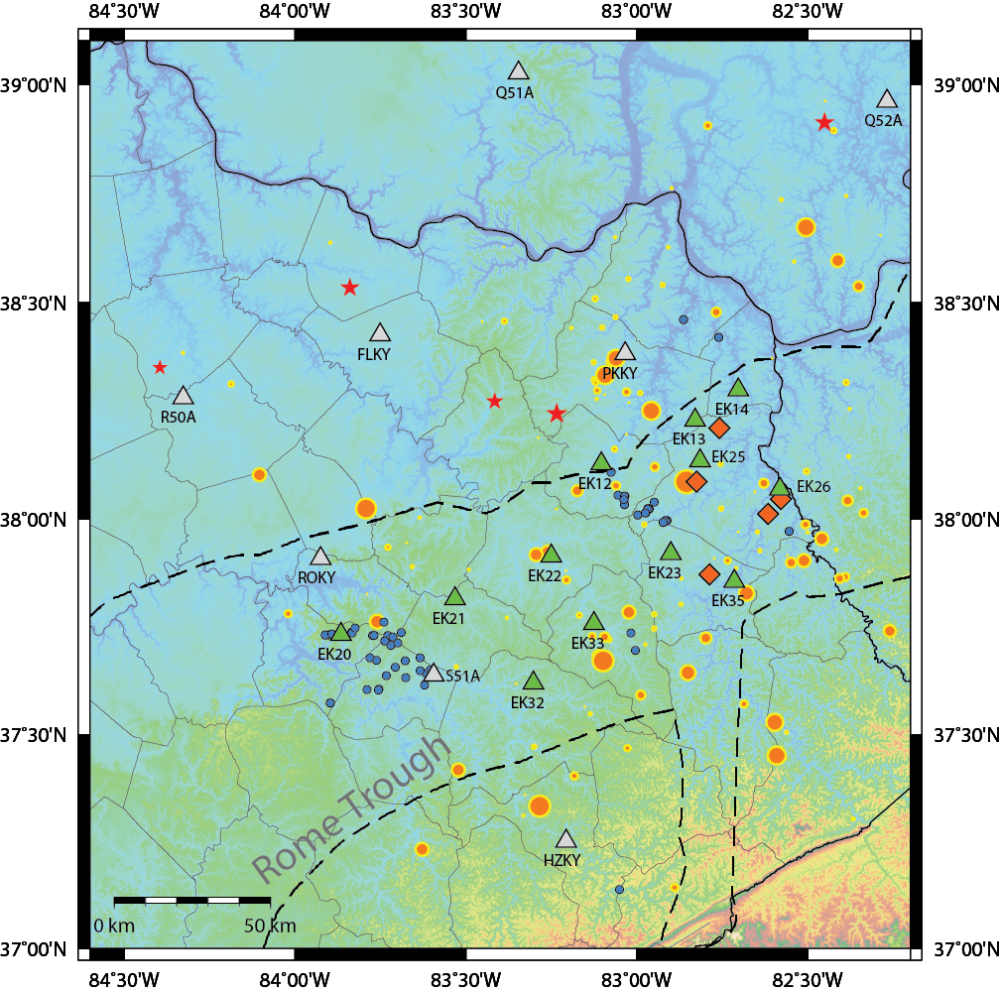 84°30'W 84°00'W 83°30'W 83°00'W 82°30'W
39°00'N 39°00'N
Q51A
Q52A
38°30'N 38°30'N
FLKY
PKKY
R50A
EK14
EK13
EK25
EK12
EK26
38°00'N 38°00'N
ROKY
EK22
EK23
EK35
EK21
EK33
EK20
S51A
EK32
37°30'N 37°30'N
Rome Trough
HZKY
0 km 50 km
37°00'N 37°00'N
84°30'W 84°00'W 83°30'W 83°00'W 82°30'W